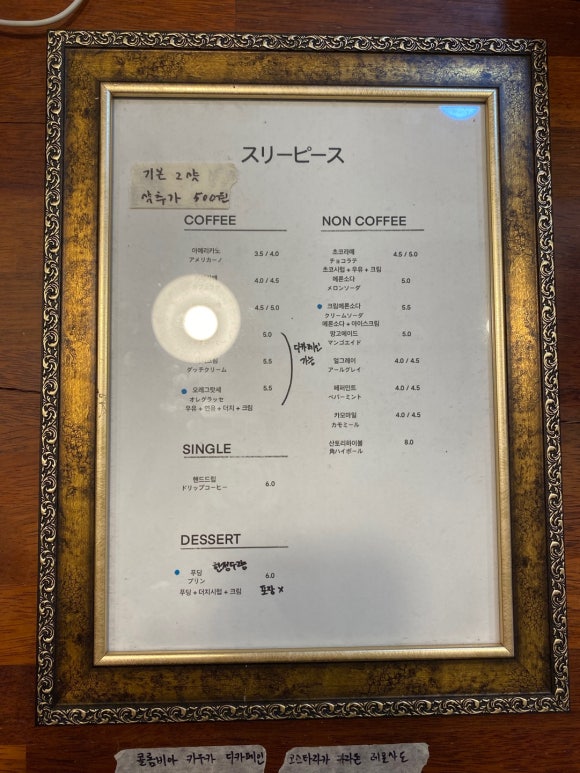 スリーピース
기본 2샷
샷추가 500원
COFFEE
아메리카노 3.5 / 4.0
アメリカーノ
4.0 / 4.5
4.5 / 5.0
5.0
5.5
ダッチクリーム
오레그랏세 5.5
オレグラッセ
우유 + 연유 + 더치 + 크림
디카페인
가능
SINGLE
핸드드립
ドリップコーヒー 6.0
DESSERT
푸딩 한정수량
プリン 6.0
푸딩 + 더치시럽 + 크림 포장 X
NON COFFEE
초코라떼 4.5 / 5.0
チョコラテ
초코시럽 + 우유 + 크림
메론소다 5.0
メロンソーダ
크림메론소다 5.5
クリームソーダ
메론소다 + 아이스크림
망고에이드 5.0
マンゴエイド
얼그레이 4.0 / 4.5
アールグレイ
페퍼민트 4.0 / 4.5
ペパーミント
카모마일 4.0 / 4.5
カモミール
산토리하이볼 8.0
角ハイボール
콜롬비아 카우카 디카페인
코스타리카 따라주